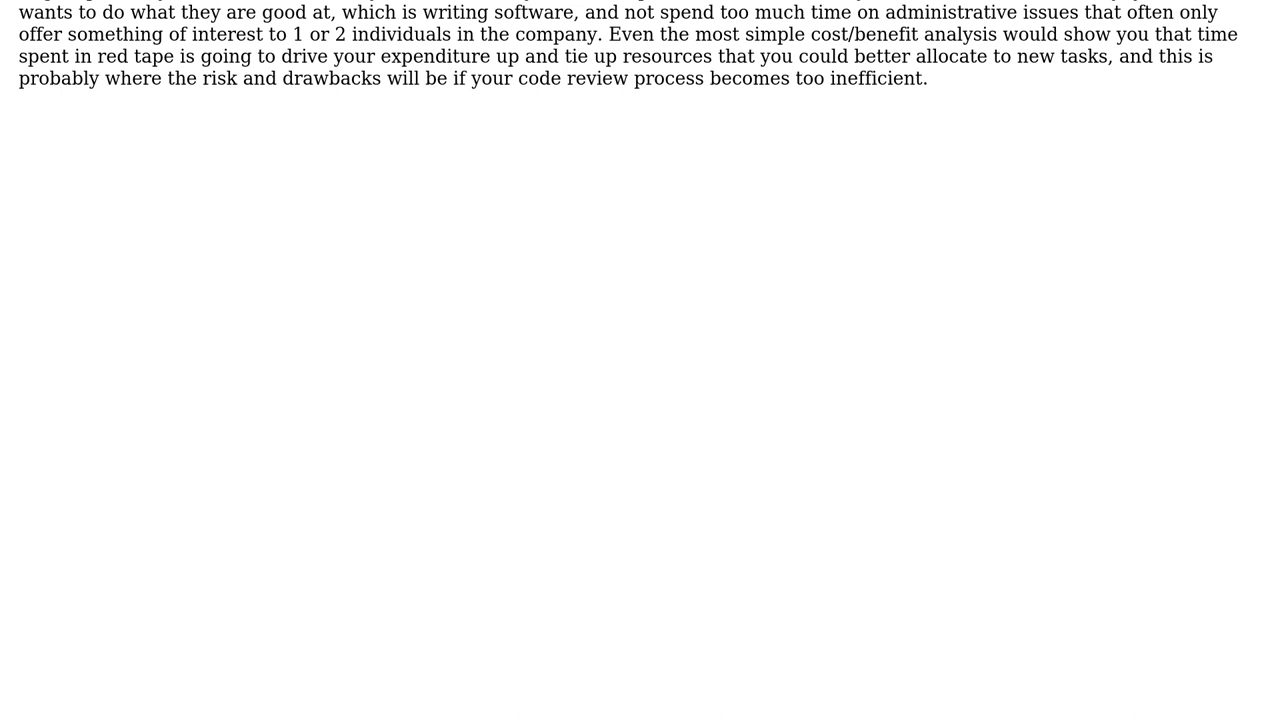 wants to do what they are good at, which is writing software, and not spend too much time on administrative issues that often only
offer something of interest to 1 or 2 individuals in the company. Even the most simple cost/benefit analysis would show you that time
spent in red tape is going to drive your expenditure up and tie up resources that you could better allocate to new tasks, and this is
probably where the risk and drawbacks will be if your code review process becomes too inefficient.